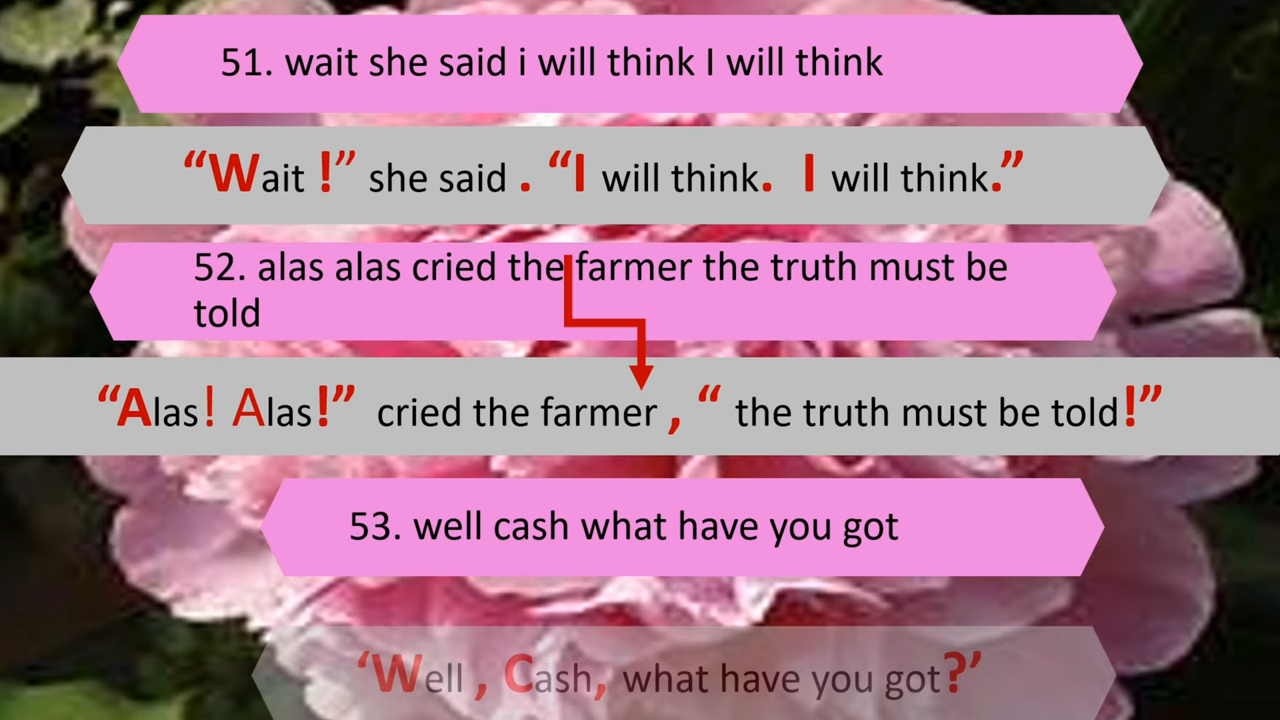 51. wait she said i will think I will think
“Wait !” she said . “I will think. I will think.”
52. alas alas cried the farmer the truth must be
told
“Alas! Alas!” cried the farmer , “ the truth must be told!”
53. well cash what have you got
‘Well , Cash, what have you got?’